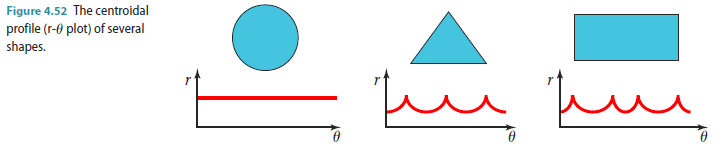 Figure 4.52 The centroidal
profile (r-θ plot) of several
shapes.
r
θ
r
θ
r
θ